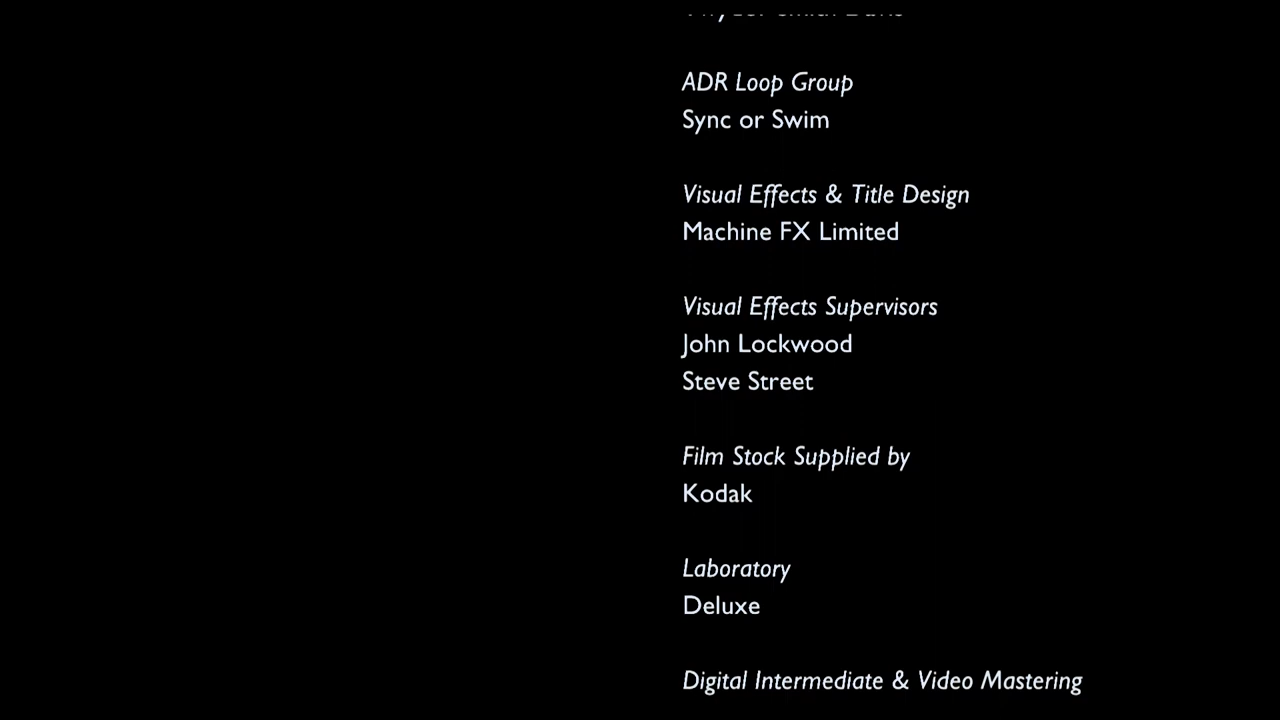 ADR Loop Group
Sync or Swim
Visual Effects & Title Design
Machine FX Limited
Visual Effects Supervisors
John Lockwood
Steve Street
Film Stock Supplied by
Kodak
Laboratory
Deluxe
Digital Intermediate & Video Mastering